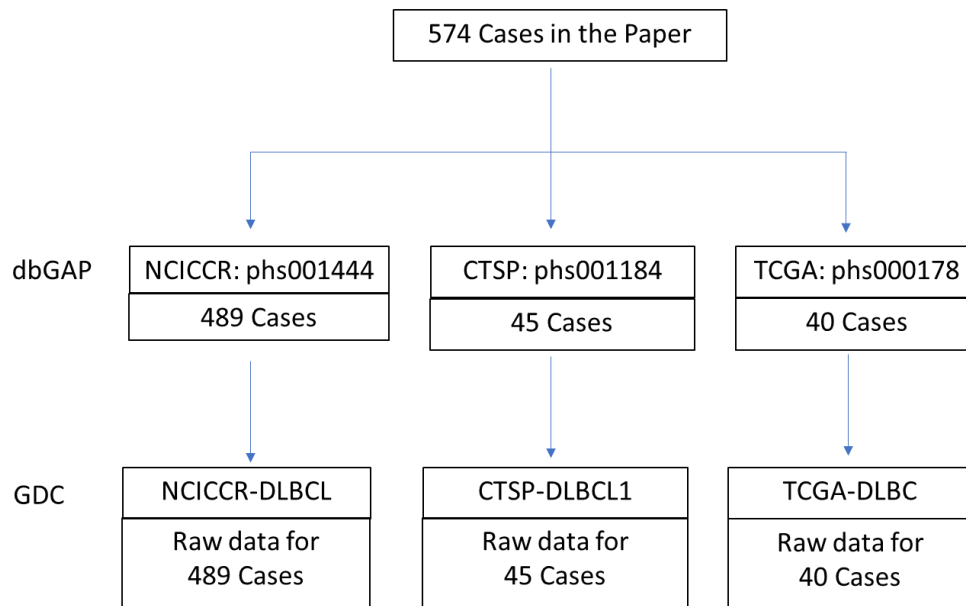 574 Cases in the Paper
dbGAP
NCICCR: phs001444
489 Cases
CTSP: phs001184
45 Cases
TCGA: phs000178
40 Cases
GDC
NCICCR-DLBCL
Raw data for
489 Cases
CTSP-DLBCL1
Raw data for
45 Cases
TCGA-DLBC
Raw data for
40 Cases